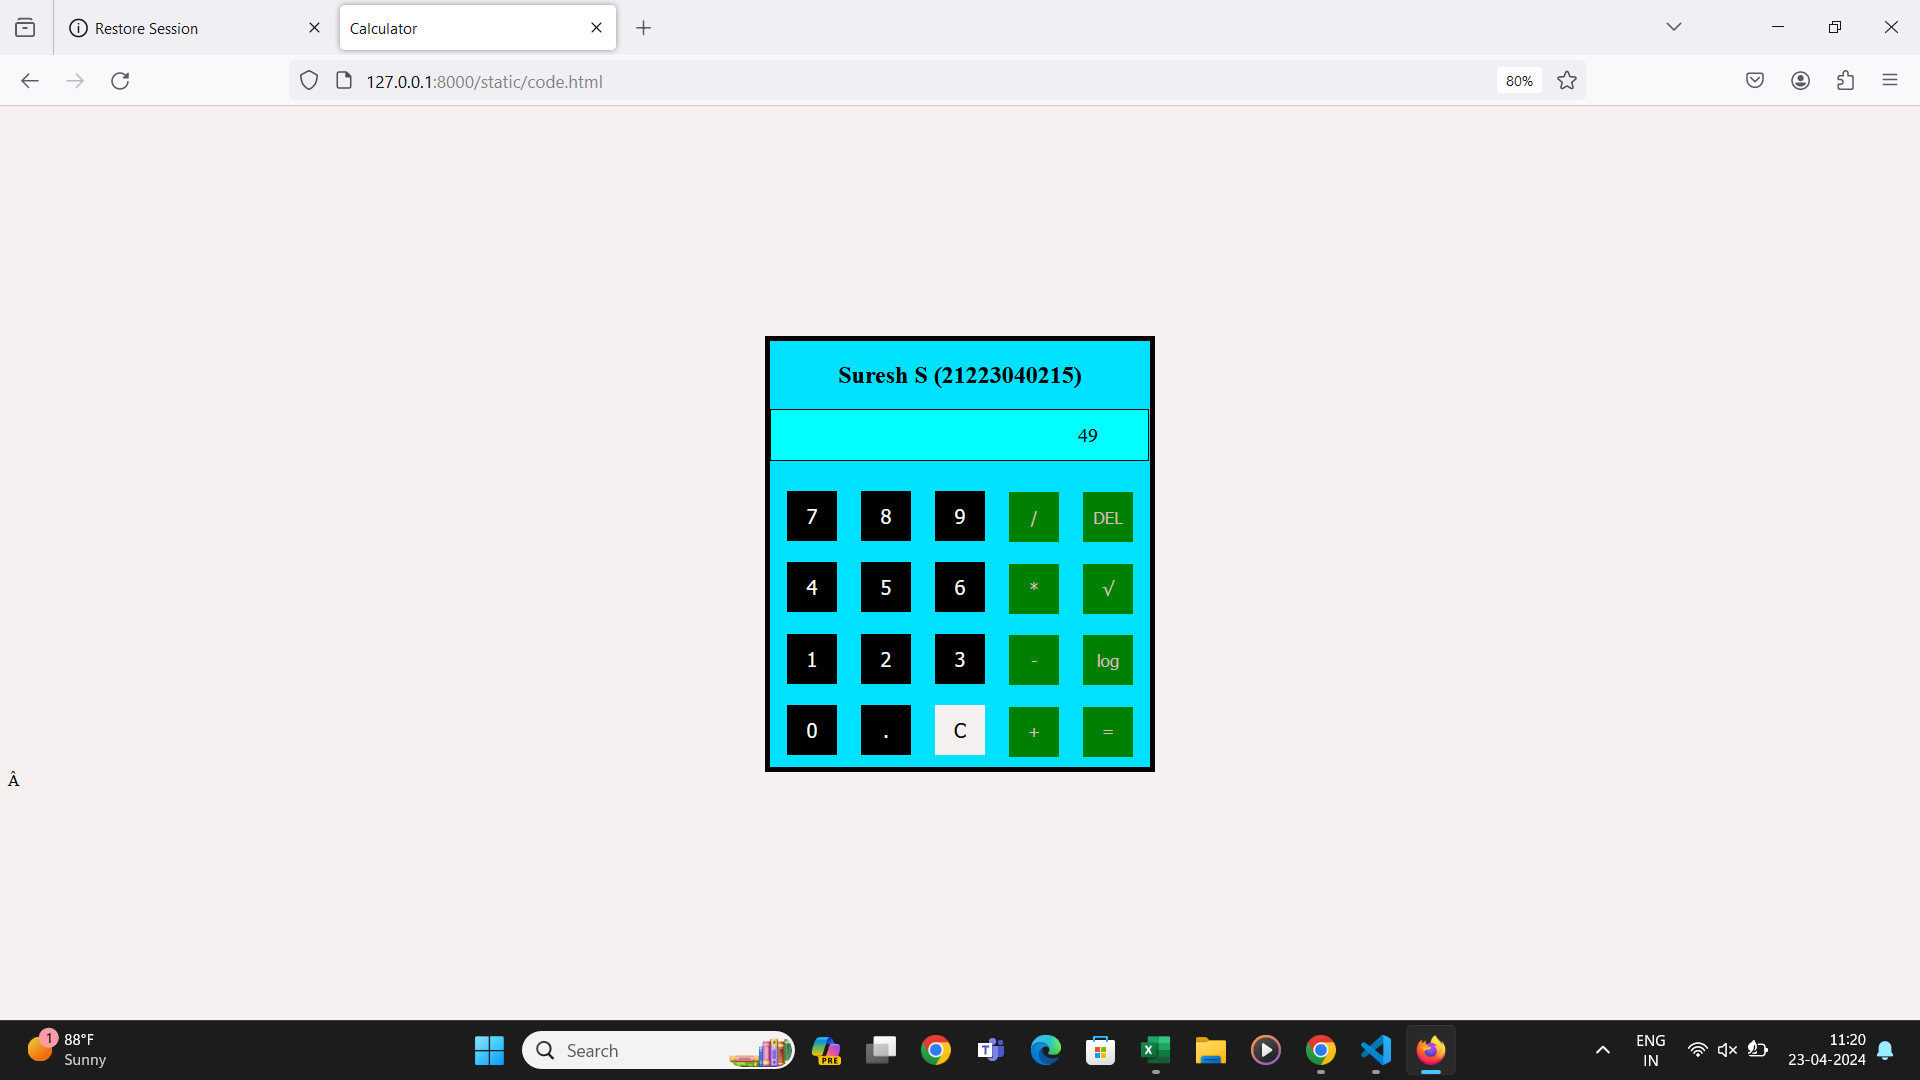 Restore Session
Calculator
127.0.0.1:8000/static/code.html
80%
Suresh S (21223040215)
49
7 8 9 / DEL
4 5 6 * √
1 2 3 - log
0 . C + =
Â
1
88°F
Sunny
Search
PRE
ENG
IN
11:20
23-04-2024